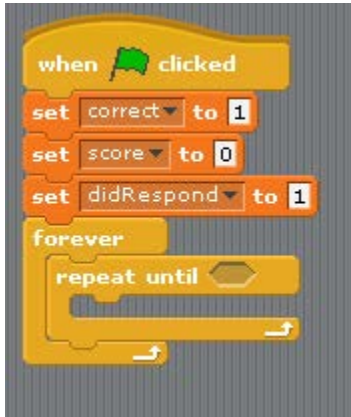 when clicked
set correct to 1
set score to 0
set didRespond to 1
forever
repeat until